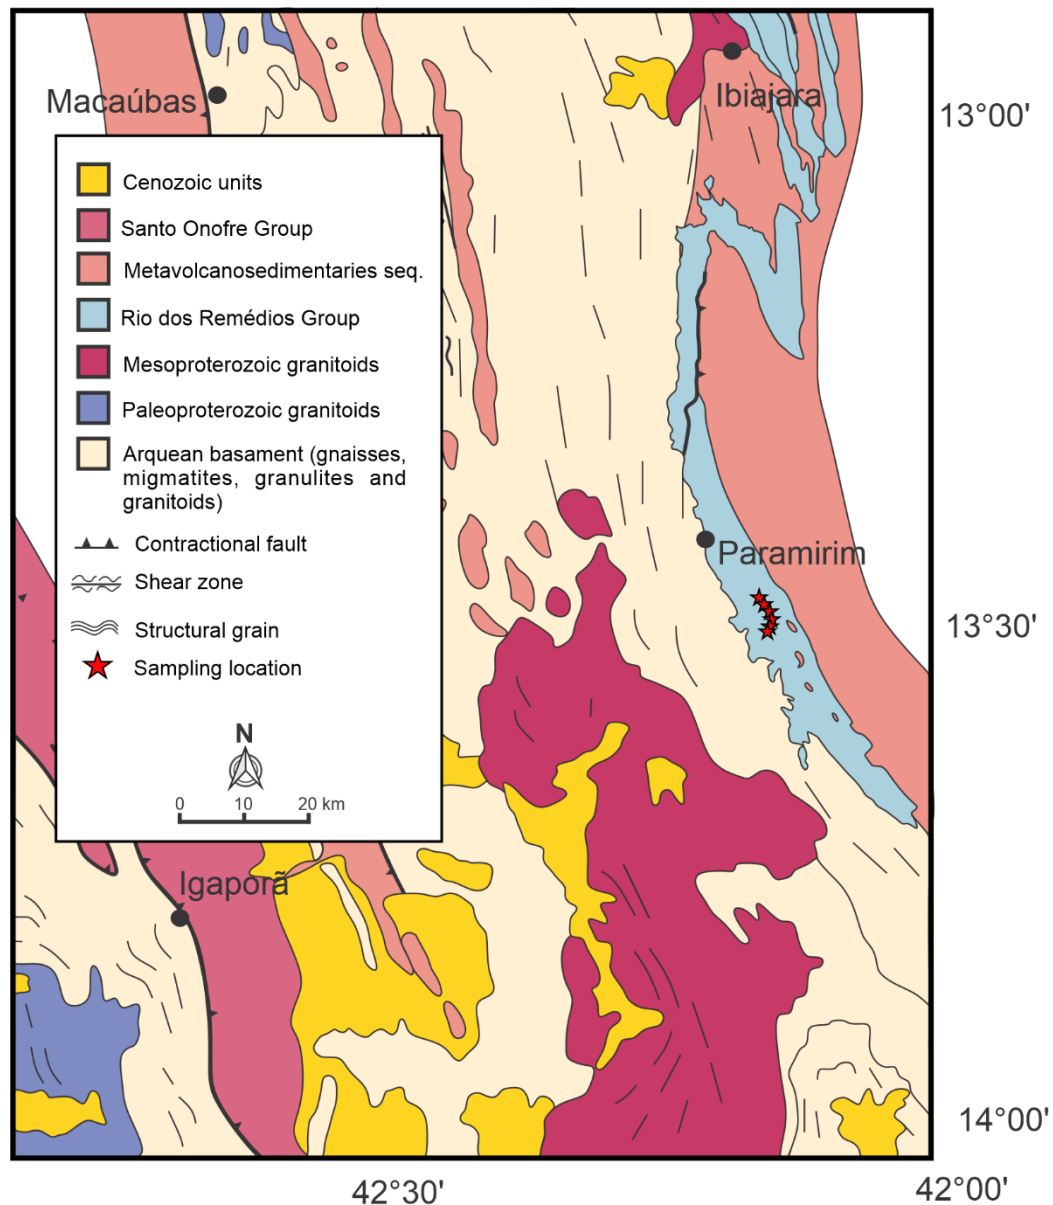 Macaúbas
Ibiajara
13°00'
Cenozoic units
Santo Onofre Group
Metavolcanosedimentaries seq.
Rio dos Remédios Group
Mesoproterozoic granitoids
Paleoproterozoic granitoids
Arquean basament (gnaisses,
migmatites, granulites and
granitoids)
Contractional fault
Shear zone
Structural grain
Sampling location
N
0 10 20 km
Paramirim
13°30'
Igaporã
14°00'
42°30'
42°00'